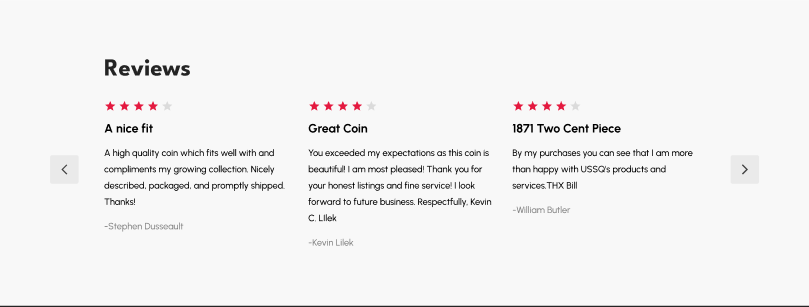 Reviews
A nice fit
A high quality coin which fits well with and
compliments my growing collection. Nicely
described, packaged, and promptly shipped.
Thanks!
-Stephen Dusseault
Great Coin
You exceeded my expectations as this coin is
beautiful! I am most pleased! Thank you for
your honest listings and fine service! I look
forward to future business. Respectfully, Kevin
C. LIlek
-Kevin Lilek
1871 Two Cent Piece
By my purchases you can see that I am more
than happy with USSQ's products and
services.THX Bill
-William Butler